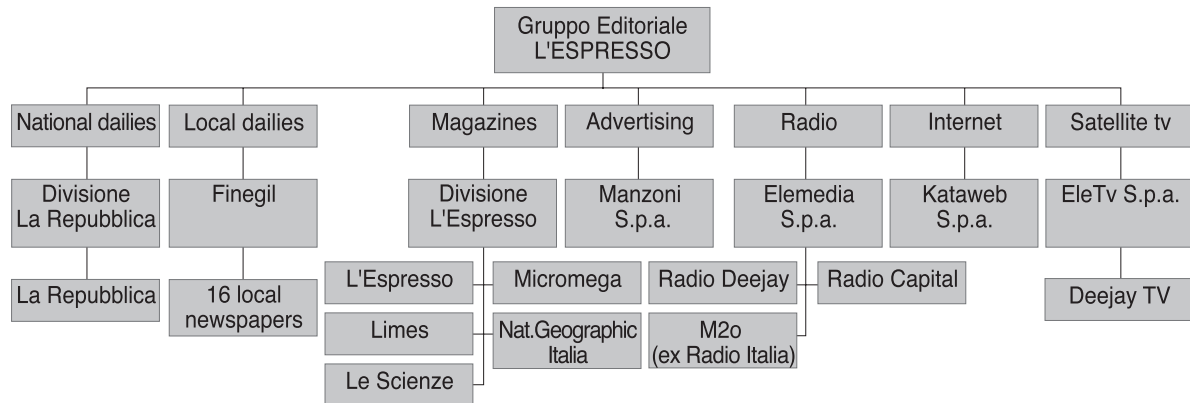 Gruppo Editoriale
L'ESPRESSO
National dailies
Local dailies
Magazines
Advertising
Radio
Internet
Satellite tv
Divisione
La Repubblica
Finegil
Divisione
L'Espresso
Manzoni
S.p.a.
Elemedia
S.p.a.
Kataweb
S.p.a.
EleTv S.p.a.
La Repubblica
16 local
newspapers
L'Espresso
Micromega
Limes
Nat.Geographic
Italia
Le Scienze
Radio Deejay
Radio Capital
M2o
(ex Radio Italia)
Deejay TV